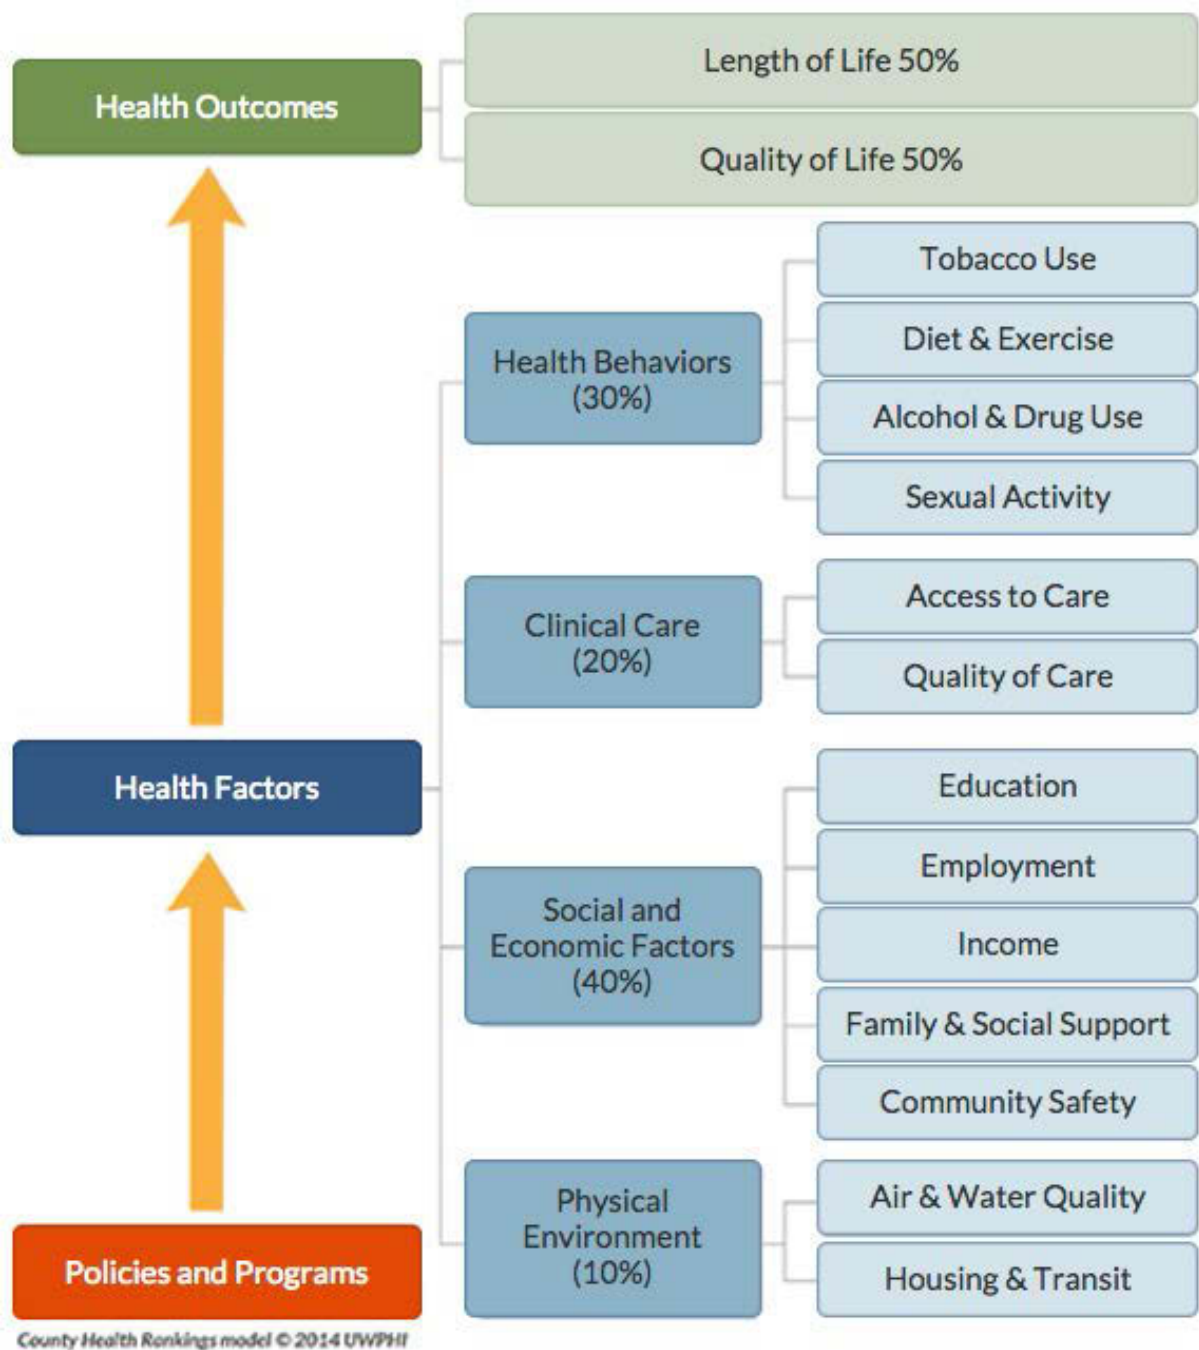 Health Outcomes
Length of Life 50%
Quality of Life 50%
Health Factors
Health Behaviors
(30%)
Tobacco Use
Diet & Exercise
Alcohol & Drug Use
Sexual Activity
Clinical Care
(20%)
Access to Care
Quality of Care
Social and
Economic Factors
(40%)
Education
Employment
Income
Family & Social Support
Community Safety
Physical
Environment
(10%)
Air & Water Quality
Housing & Transit
Policies and Programs
County Health Rankings model © 2014 UWPHI